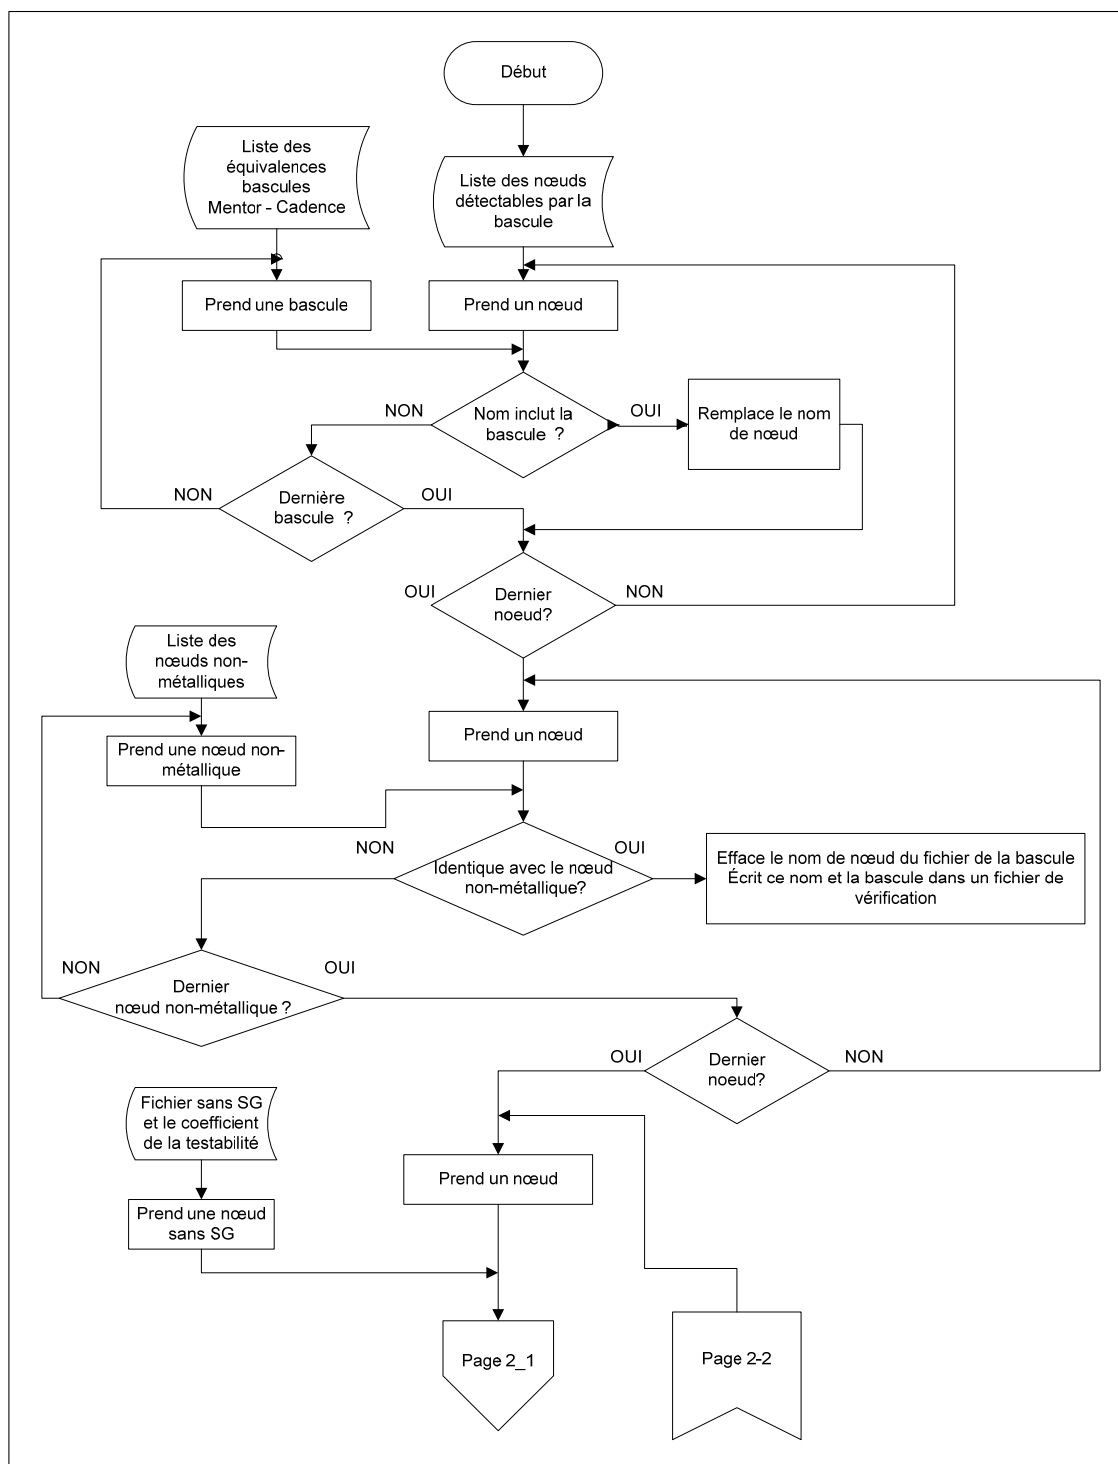 Début
Liste des
équivalences
bascules
Mentor - Cadence
Liste des nœuds
détectables par la
bascule
Prend une bascule
Prend un nœud
NON
Nom inclut la
bascule ?
OUI
Remplace le nom
de nœud
NON
Dernière
bascule ?
OUI
OUI
Dernier
noeud?
NON
Liste des
nœuds non-
métalliques
Prend une nœud non-
métallique
Prend un nœud
NON
Identique avec le nœud
non-métallique?
OUI
Efface le nom de nœud du fichier de la bascule
Écrit ce nom et la bascule dans un fichier de
vérification
NON
Dernier
nœud non-métallique ?
OUI
OUI
Dernier
noeud?
NON
Fichier sans SG
et le coefficient
de la testabilité
Prend un nœud
Prend une nœud
sans SG
Page 2_1
Page 2-2